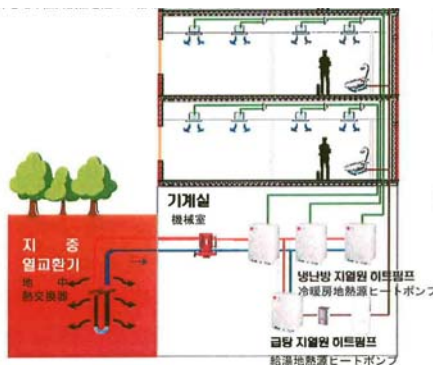 기계실
機械室
지 중
열교환기
地 中
熱交換器
냉난방 지열원 히트펌프
冷暖房地熱源ヒートポンプ
급탕 지열원 히트펌프
給湯地熱源ヒートポンプ